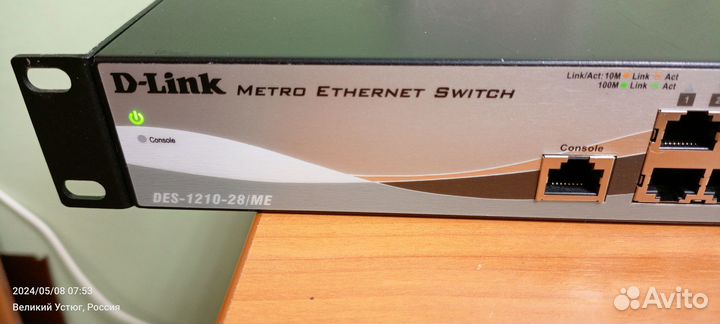 D-Link METRO ETHERNET SWITCH
Link/Act: 10M Link Act
100M Link Act
1
Console
Console
DES-1210-28/ME
2024/05/08 07:53
Великий Устюг, Россия
Avito